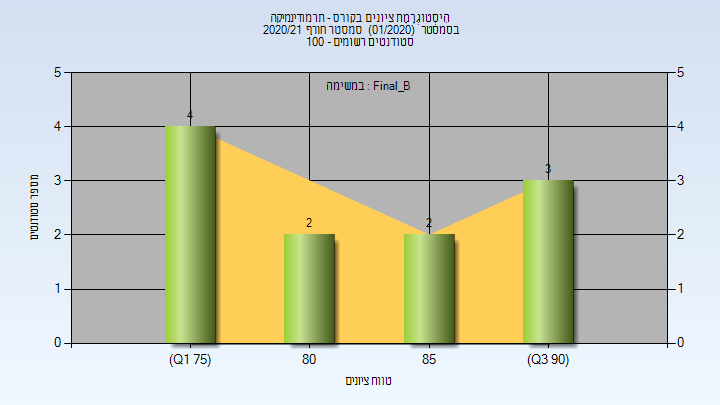 היסטוגרמת ציונים בקורס - תרמודינמיקה
בסמסטר (01/2020) סמסטר חורף 2020/21
סטודנטים רשומים - 100
במשימה : Final_B
5 5
4 4 4
3 3 3
2 2 2 2
1 1
0 0
(Q1 75) 80 85 (Q3 90)
מספר סטודנטים
טווח ציונים